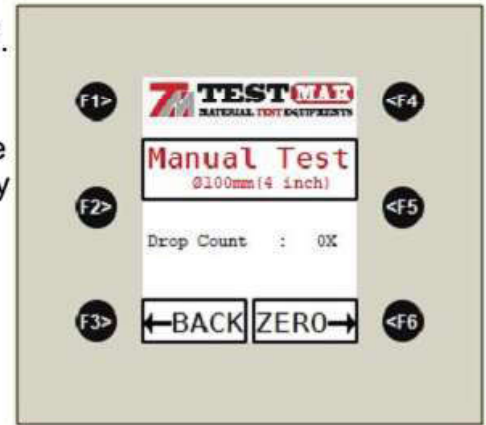 F1>
TESTMAK
MATERIAL TEST EQUIPMENTS
<F4
Manual Test
Ø100mm(4 inch)
F2>
<F5
Drop Count : 0X
F3>
←BACK
ZERO→
<F6